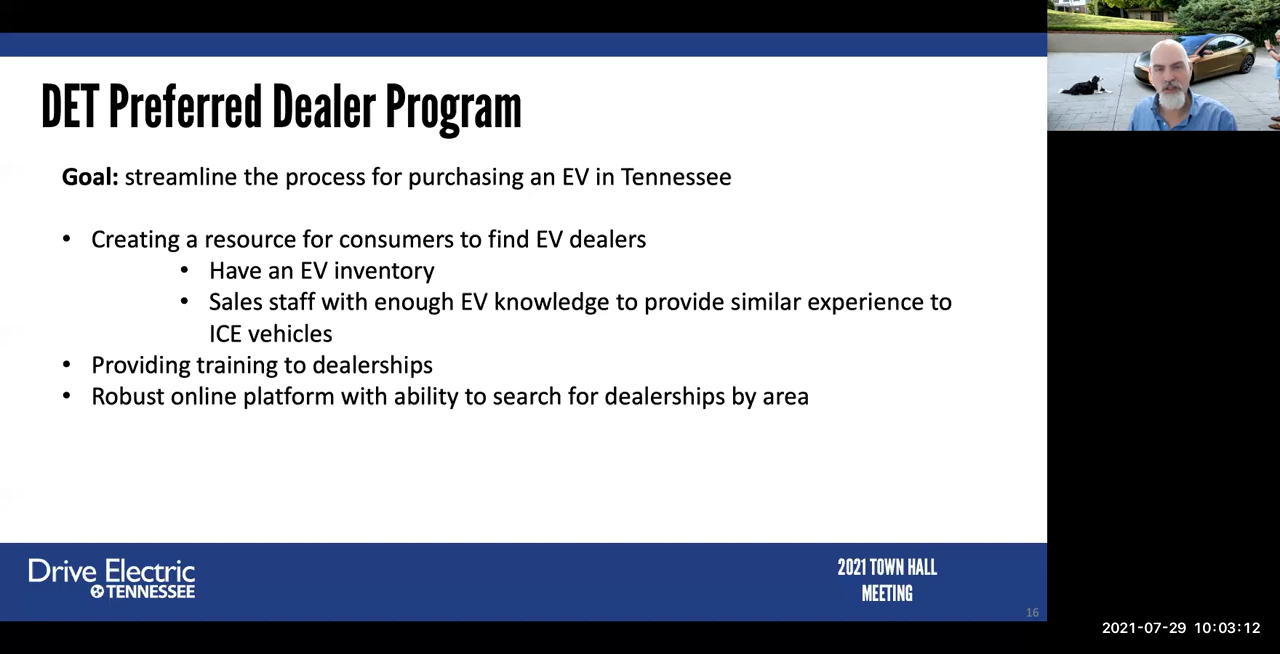 DET Preferred Dealer Program
Goal: streamline the process for purchasing an EV in Tennessee
• Creating a resource for consumers to find EV dealers
• Have an EV inventory
• Sales staff with enough EV knowledge to provide similar experience to
ICE vehicles
• Providing training to dealerships
• Robust online platform with ability to search for dealerships by area
Drive Electric
TENNESSEE
2021 TOWN HALL
MEETING
16
2021-07-29 10:03:12